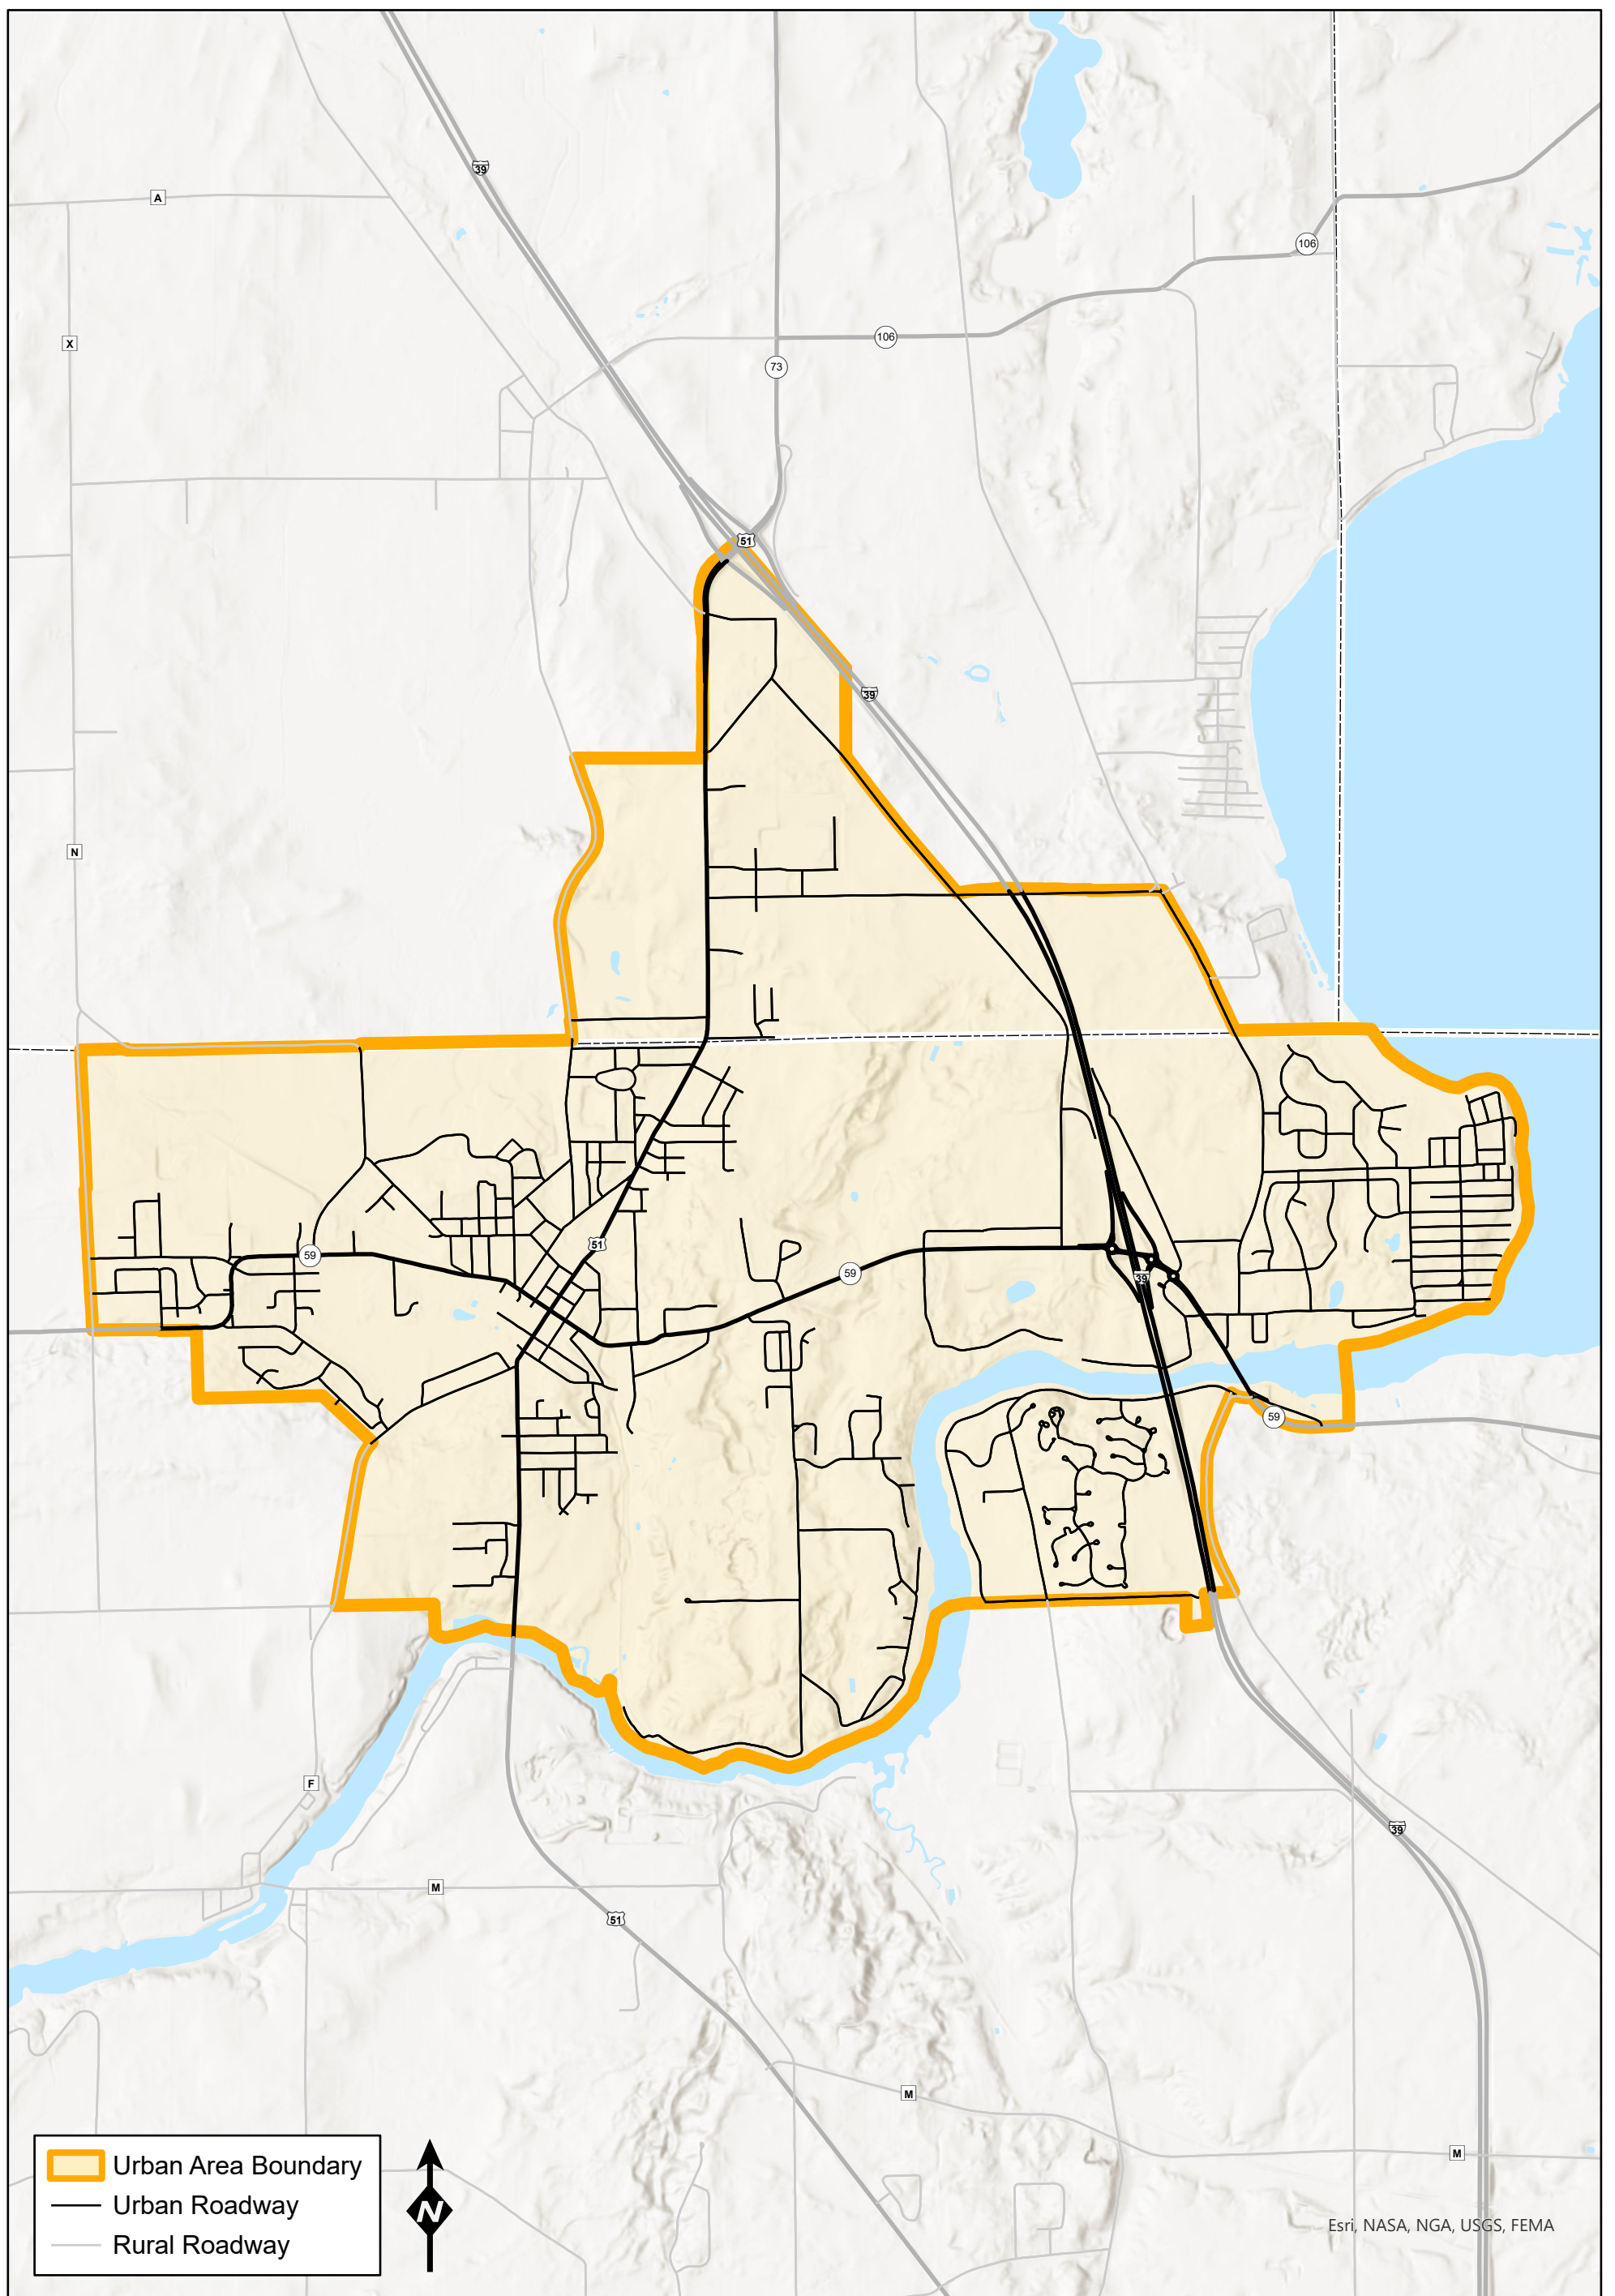 39
A
106
106
X
73
51
39
N
51
59
59
39
59
F
39
M
51
M
M
Urban Area Boundary
Urban Roadway
Rural Roadway
N
Esri, NASA, NGA, USGS, FEMA